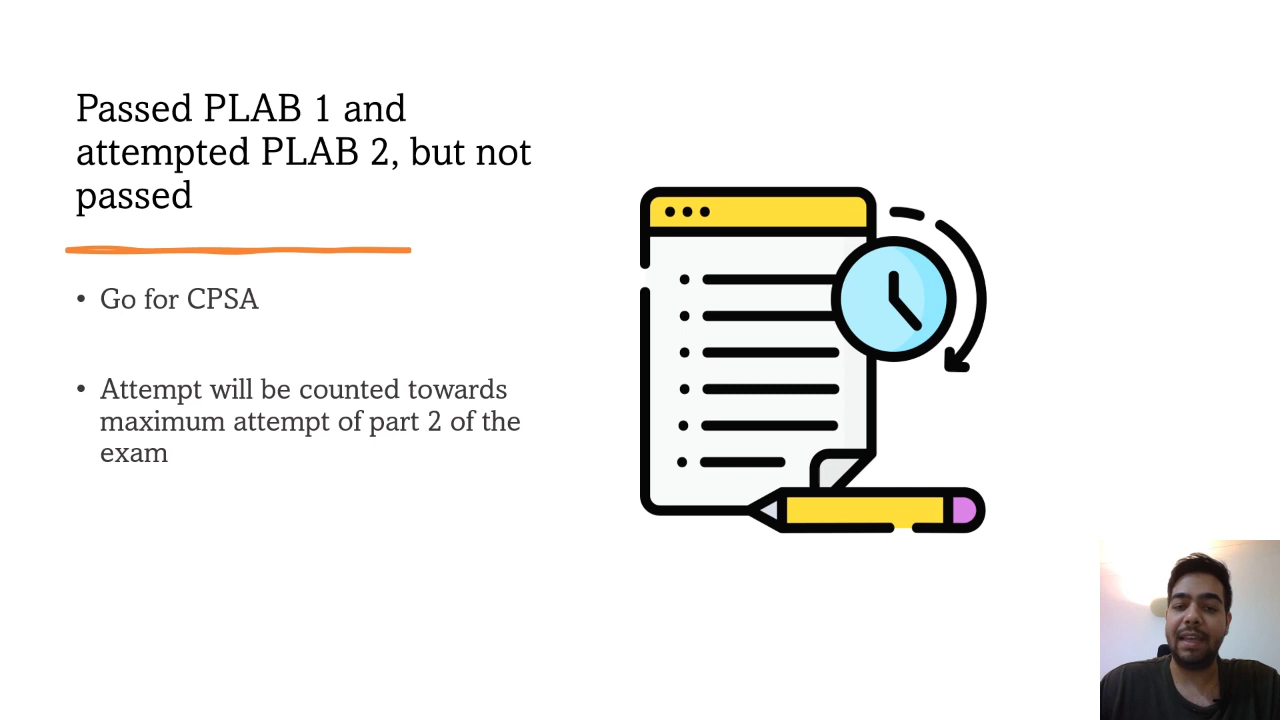 Passed PLAB 1 and
attempted PLAB 2, but not
passed
• Go for CPSA
• Attempt will be counted towards
maximum attempt of part 2 of the
exam